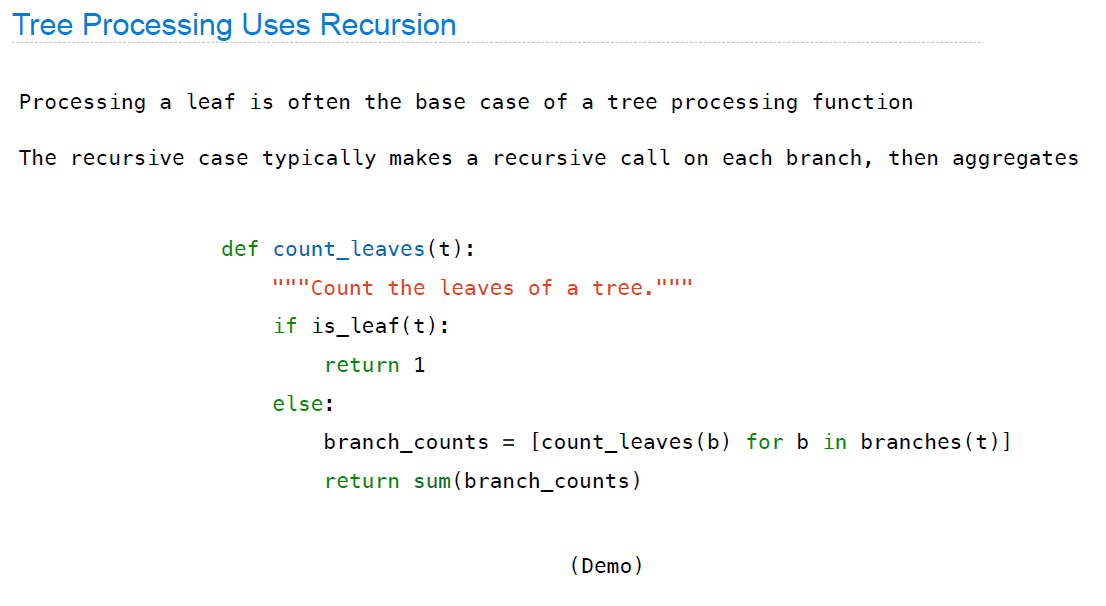 Tree Processing Uses Recursion
Processing a leaf is often the base case of a tree processing function
The recursive case typically makes a recursive call on each branch, then aggregates
def count_leaves(t):
    """Count the leaves of a tree."""
    if is_leaf(t):
        return 1
    else:
        branch_counts = [count_leaves(b) for b in branches(t)]
        return sum(branch_counts)
(Demo)